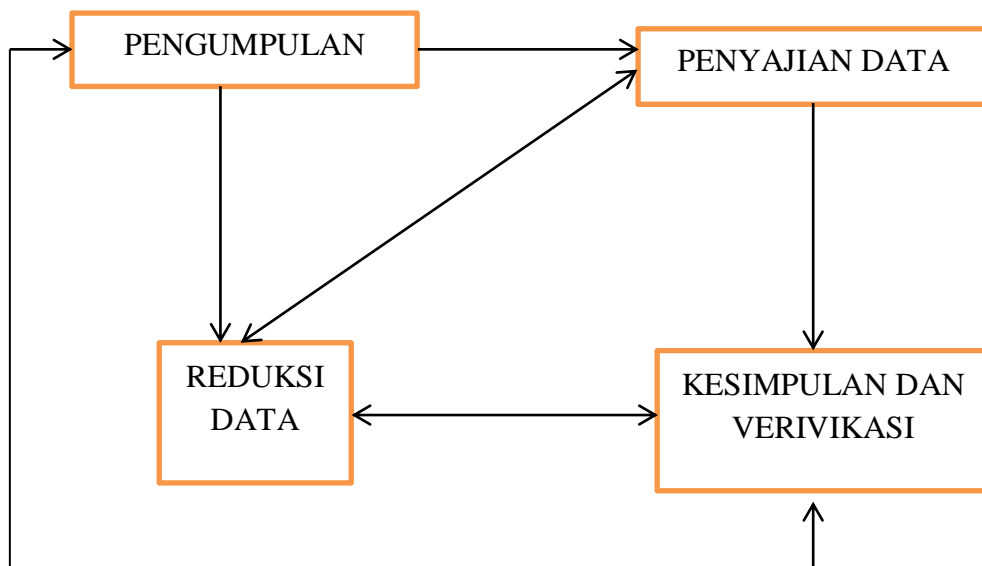 PENGUMPULAN
PENYAJIAN DATA
REDUKSI
DATA
KESIMPULAN DAN
VERIVIKASI